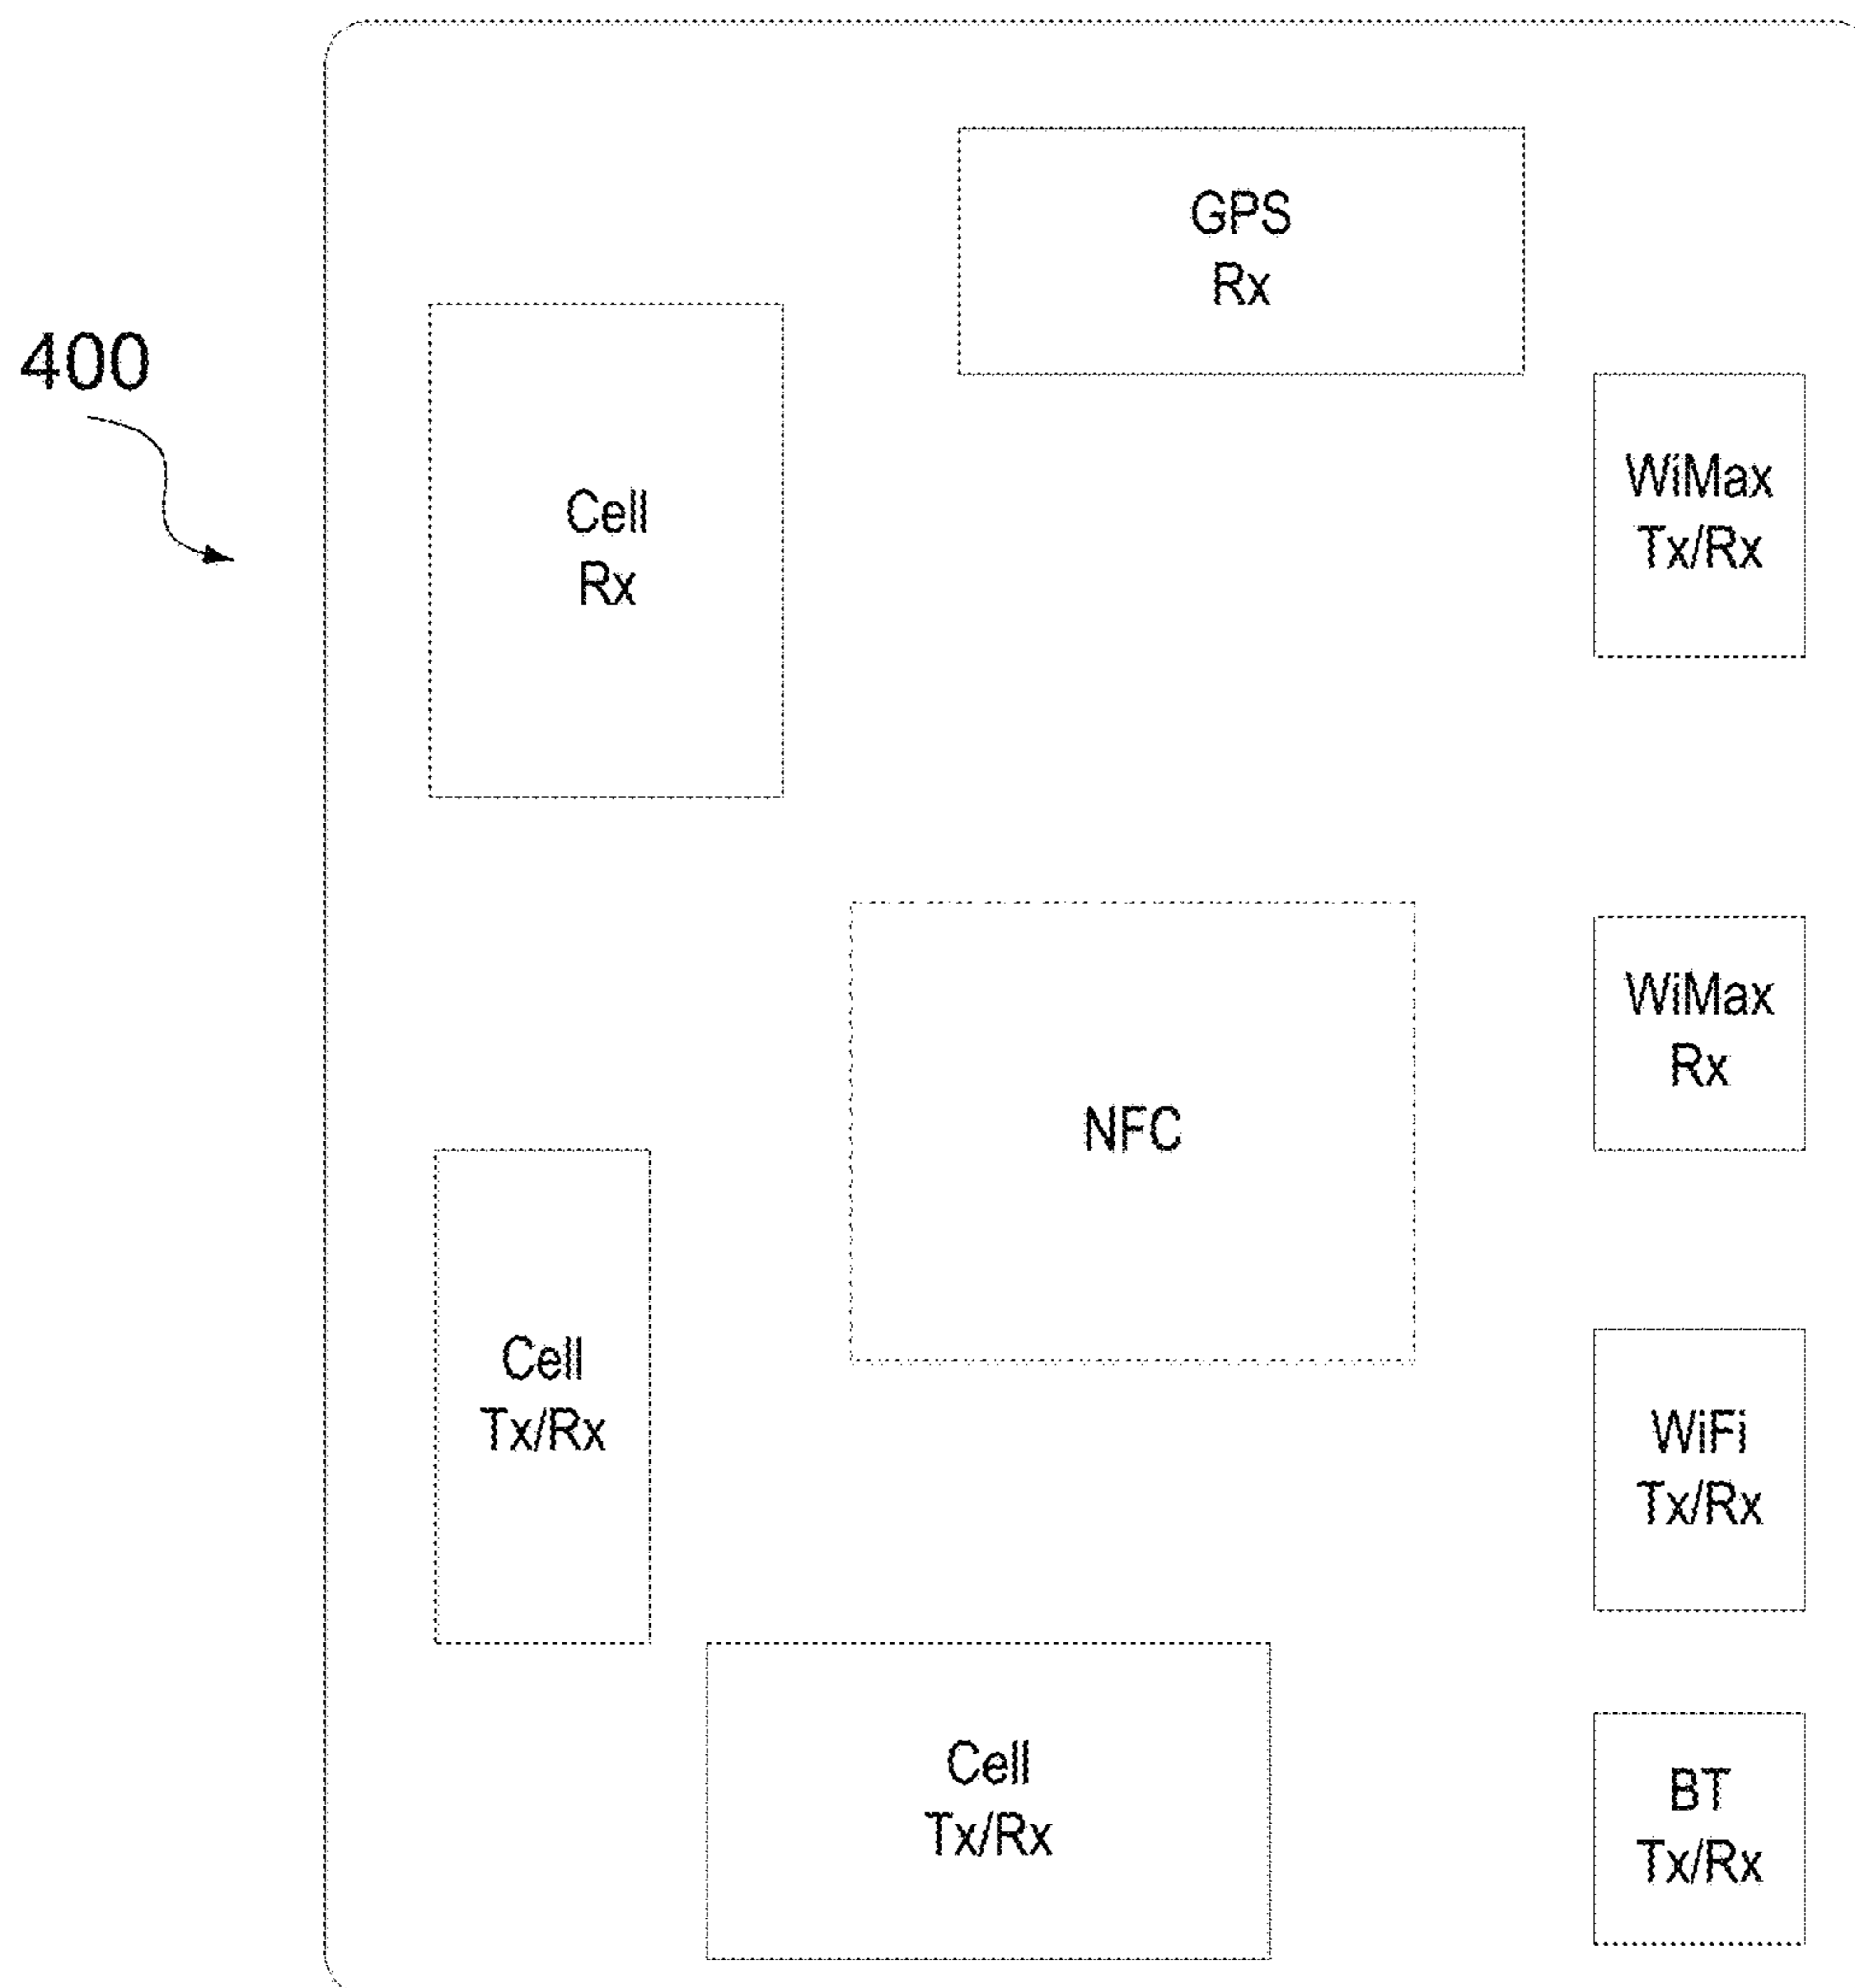 400
GPS
Rx
Cell
Rx
WiMax
Tx/Rx
NFC
WiMax
Rx
Cell
Tx/Rx
WiFi
Tx/Rx
Cell
Tx/Rx
BT
Tx/Rx